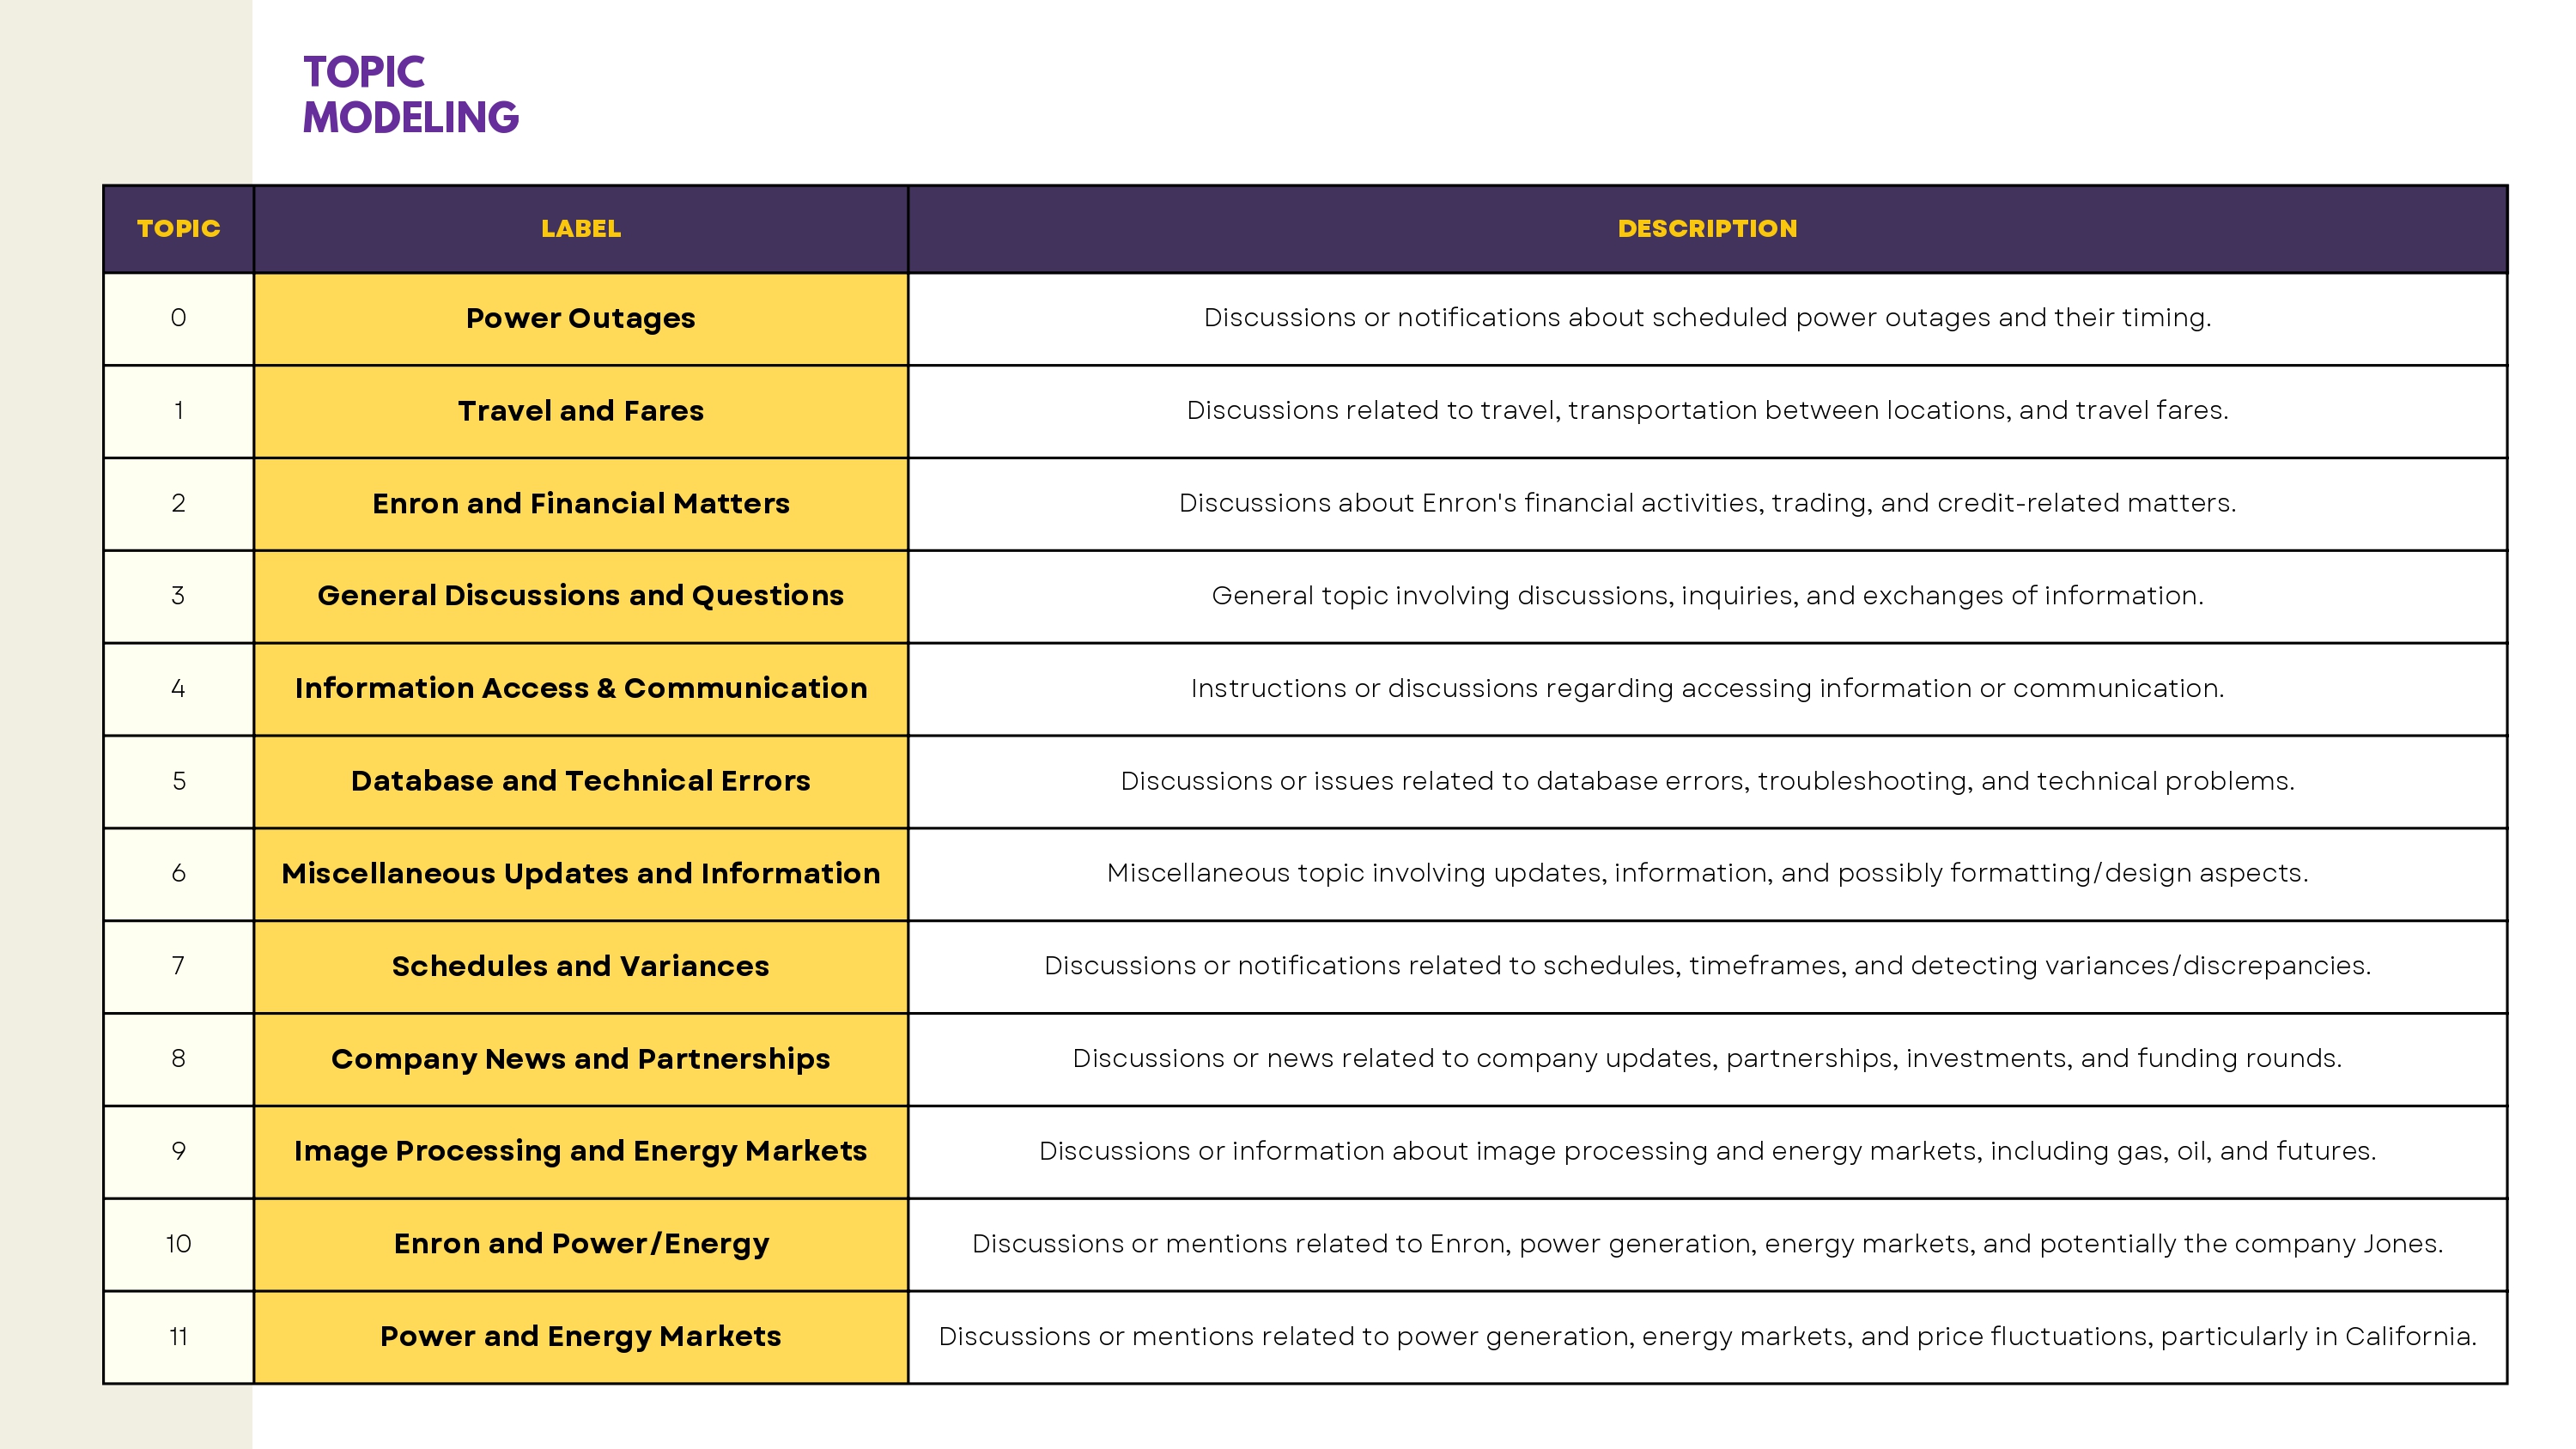 TOPIC
MODELING
TOPIC LABEL DESCRIPTION
0 Power Outages Discussions or notifications about scheduled power outages and their timing.
1 Travel and Fares Discussions related to travel, transportation between locations, and travel fares.
2 Enron and Financial Matters Discussions about Enron's financial activities, trading, and credit-related matters.
3 General Discussions and Questions General topic involving discussions, inquiries, and exchanges of information.
4 Information Access & Communication Instructions or discussions regarding accessing information or communication.
5 Database and Technical Errors Discussions or issues related to database errors, troubleshooting, and technical problems.
6 Miscellaneous Updates and Information Miscellaneous topic involving updates, information, and possibly formatting/design aspects.
7 Schedules and Variances Discussions or notifications related to schedules, timeframes, and detecting variances/discrepancies.
8 Company News and Partnerships Discussions or news related to company updates, partnerships, investments, and funding rounds.
9 Image Processing and Energy Markets Discussions or information about image processing and energy markets, including gas, oil, and futures.
10 Enron and Power/Energy Discussions or mentions related to Enron, power generation, energy markets, and potentially the company Jones.
11 Power and Energy Markets Discussions or mentions related to power generation, energy markets, and price fluctuations, particularly in California.